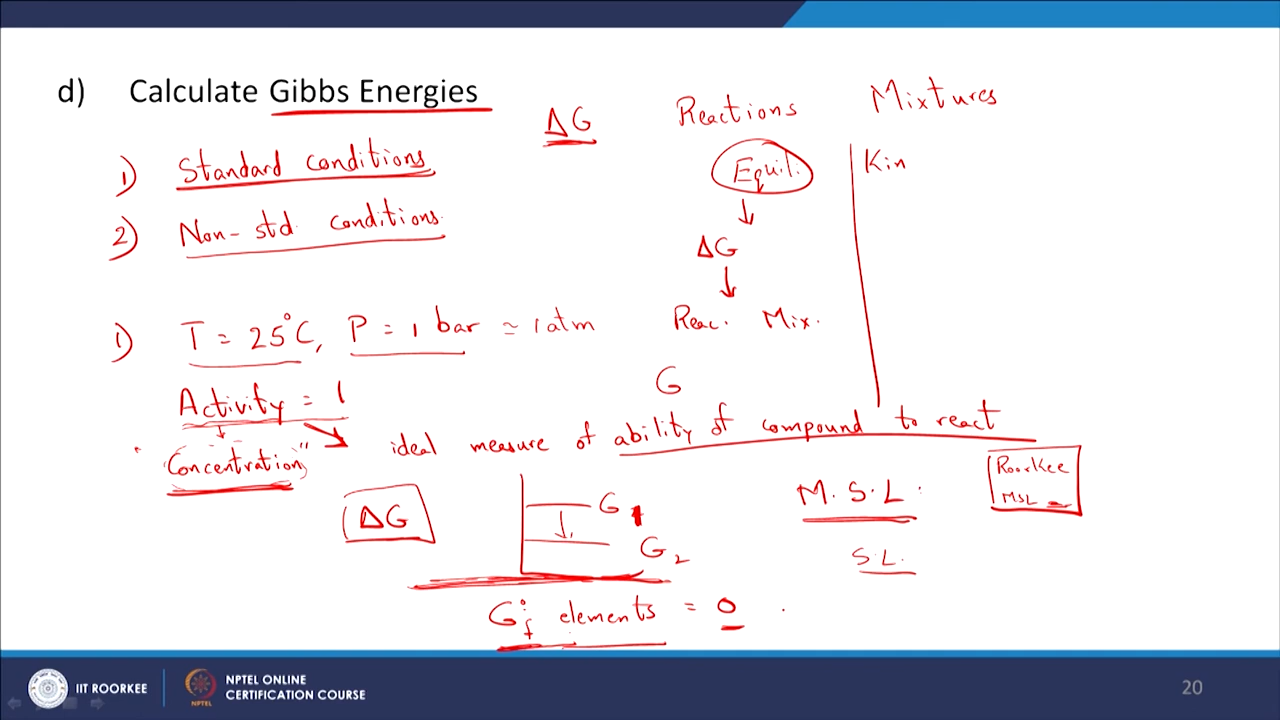 d) Calculate Gibbs Energies
ΔG Reactions Mixtures
1) Standard conditions
Equil. Kin
2) Non-std. conditions.
ΔG
1) T = 25°C, P = 1 bar ≃ 1 atm
Reac. Mix.
G
Activity = 1
ideal measure of ability of compound to react
"Concentration"
ΔG
G1
G2
M.S.L.
S.L.
Roorkee
MSL
G°f elements = 0
IIT ROORKEE
NPTEL ONLINE
CERTIFICATION COURSE
NPTEL
20